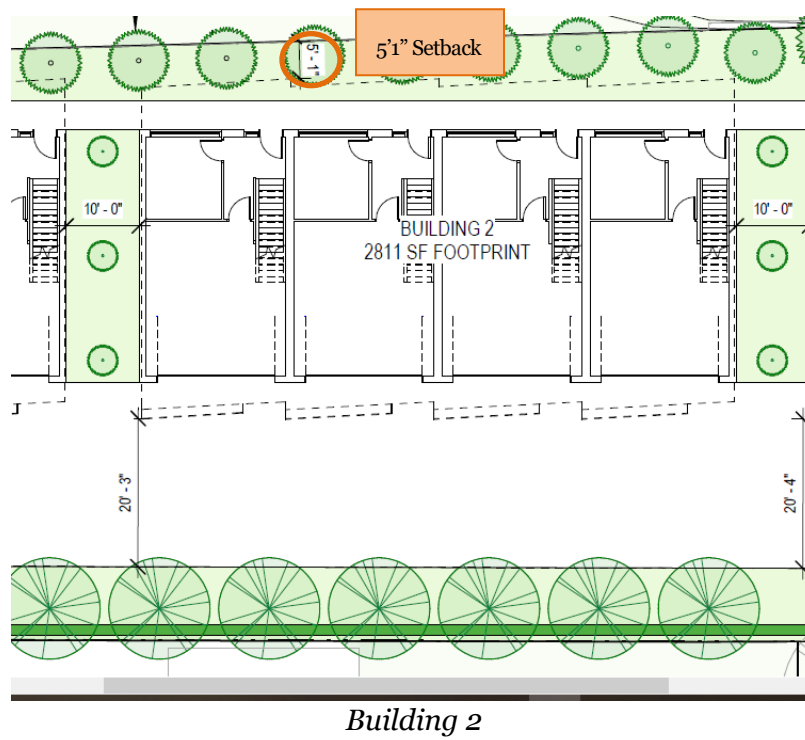 5' - 1"
5’1” Setback
10' - 0"
10' - 0"
BUILDING 2
2811 SF FOOTPRINT
20' - 3"
20' - 4"
Building 2